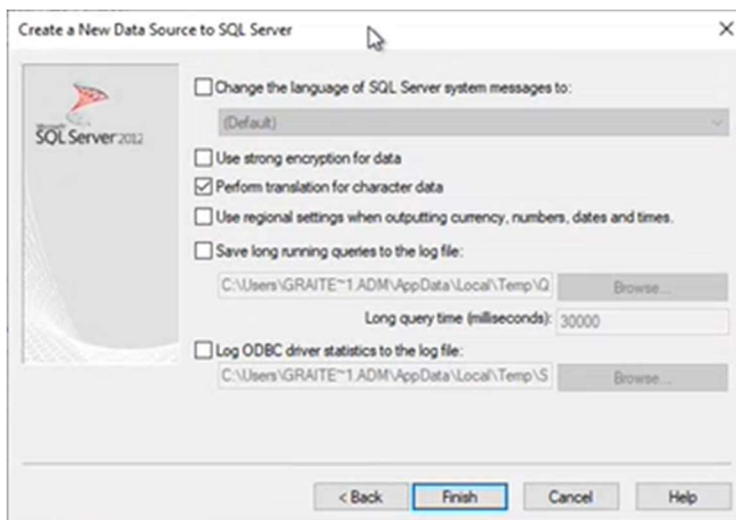 Create a New Data Source to SQL Server
Microsoft
SQL Server 2012
Change the language of SQL Server system messages to:
(Default)
Use strong encryption for data
Perform translation for character data
Use regional settings when outputting currency, numbers, dates and times.
Save long running queries to the log file:
C:\Users\GRAITE~1.ADM\AppData\Local\Temp\Q Browse...
Long query time (milliseconds): 30000
Log ODBC driver statistics to the log file:
C:\Users\GRAITE~1.ADM\AppData\Local\Temp\S Browse...
< Back Finish Cancel Help